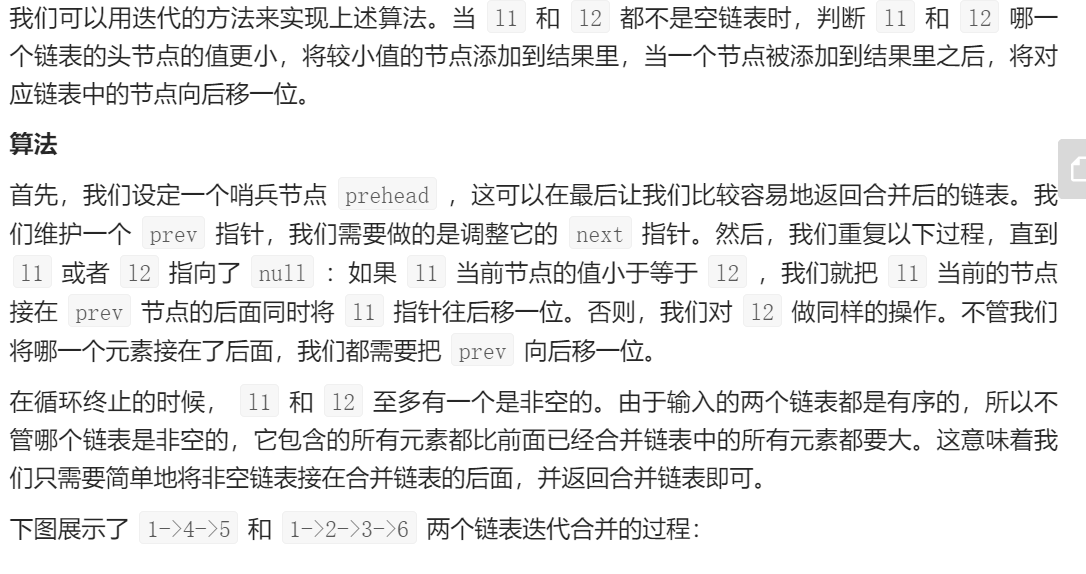 我们可以用迭代的方法来实现上述算法。当 l1 和 l2 都不是空链表时，判断 l1 和 l2 哪一
个链表的头节点的值更小，将较小值的节点添加到结果里，当一个节点被添加到结果里之后，将对
应链表中的节点向后移一位。
算法
首先，我们设定一个哨兵节点 prehead ，这可以在最后让我们比较容易地返回合并后的链表。我
们维护一个 prev 指针，我们需要做的是调整它的 next 指针。然后，我们重复以下过程，直到
l1 或者 l2 指向了 null ：如果 l1 当前节点的值小于等于 l2 ，我们就把 l1 当前的节点
接在 prev 节点的后面同时将 l1 指针往后移一位。否则，我们对 l2 做同样的操作。不管我们
将哪一个元素接在了后面，我们都需要把 prev 向后移一位。
在循环终止的时候， l1 和 l2 至多有一个是非空的。由于输入的两个链表都是有序的，所以不
管哪个链表是非空的，它包含的所有元素都比前面已经合并链表中的所有元素都要大。这意味着我
们只需要简单地将非空链表接在合并链表的后面，并返回合并链表即可。
下图展示了 1->4->5 和 1->2->3->6 两个链表迭代合并的过程：